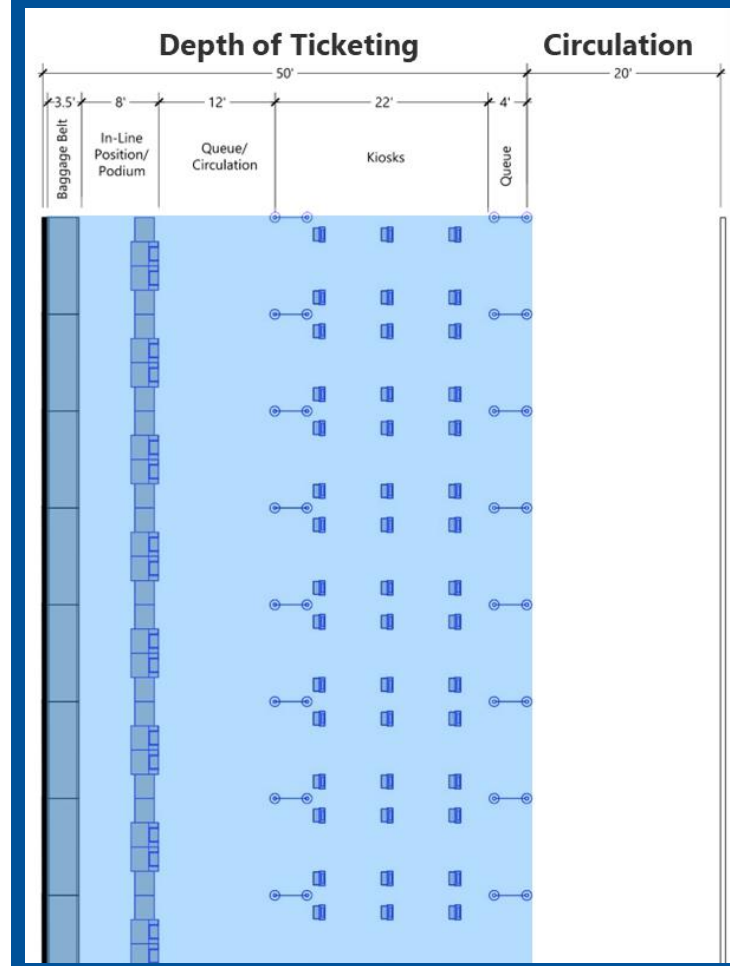 Depth of Ticketing
Circulation
50'
20'
3.5'
8'
12'
22'
4'
Baggage Belt
In-Line
Position/
Podium
Queue/
Circulation
Kiosks
Queue